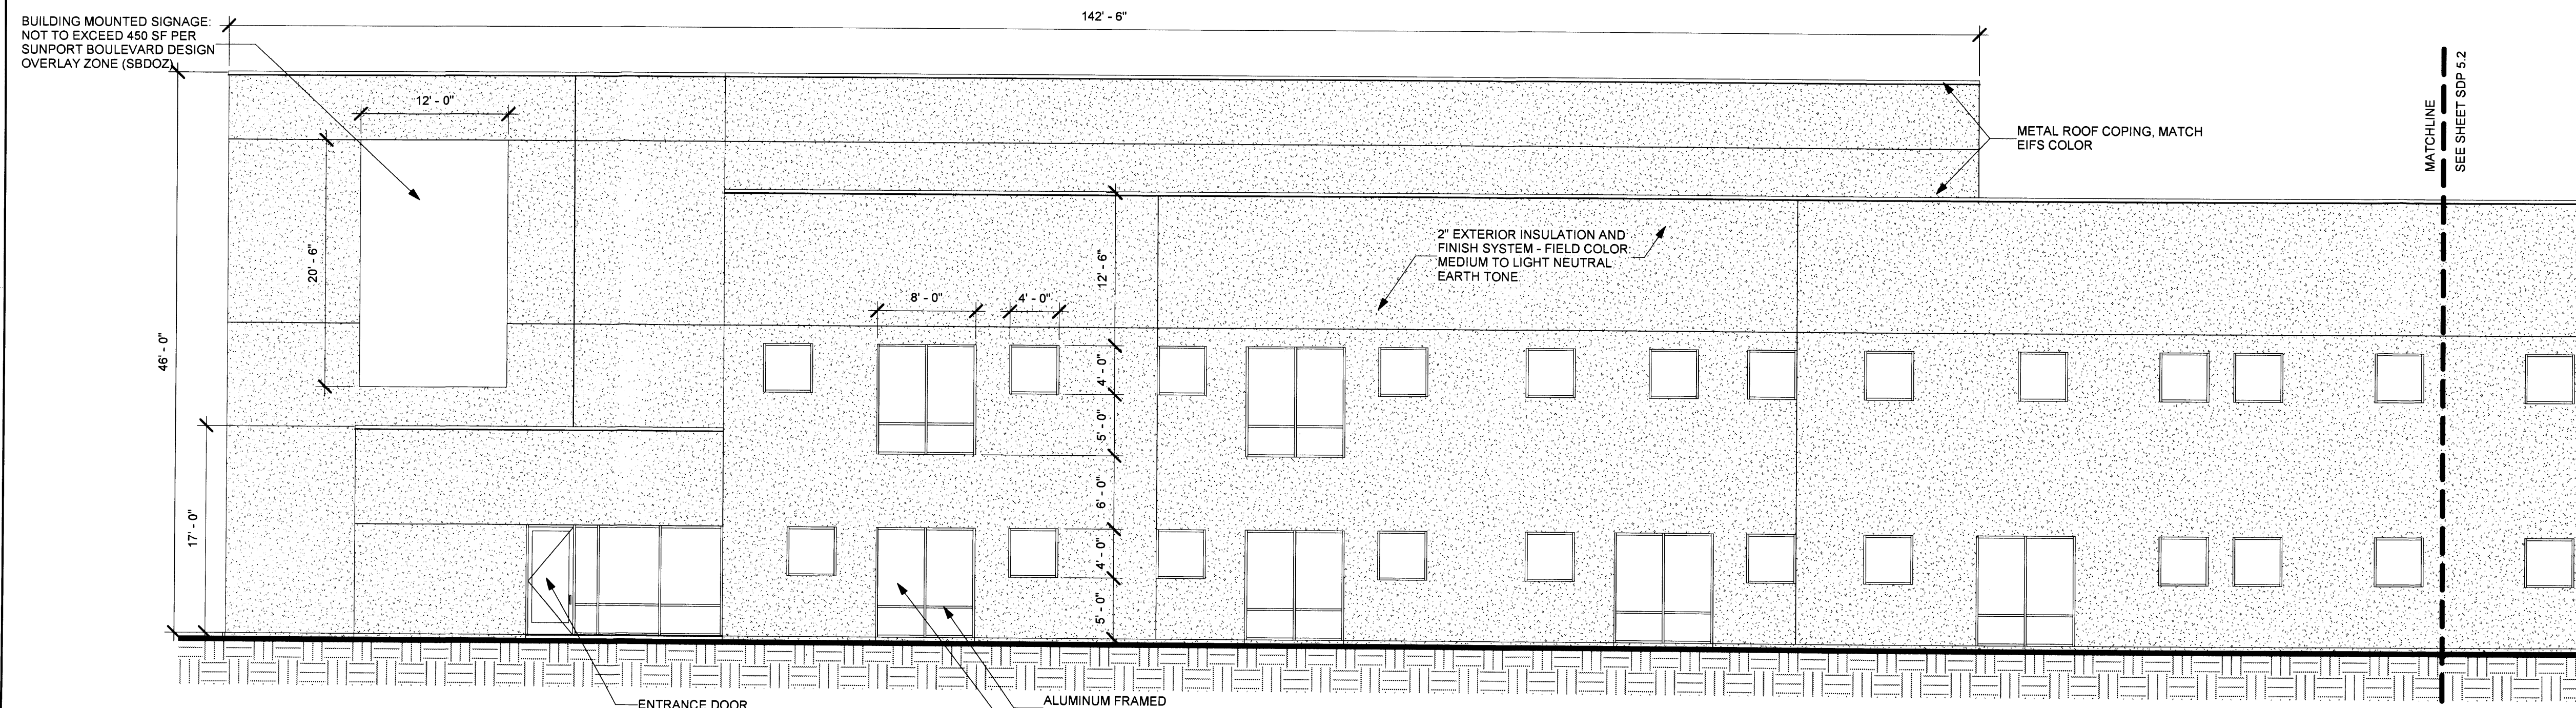 BUILDING MOUNTED SIGNAGE:
NOT TO EXCEED 450 SF PER
SUNPORT BOULEVARD DESIGN
OVERLAY ZONE (SBDOZ)
142' - 6"
12' - 0"
20' - 6"
46' - 0"
17' - 0"
METAL ROOF COPING, MATCH
EIFS COLOR
MATCHLINE
SEE SHEET SDP 5.2
2" EXTERIOR INSULATION AND
FINISH SYSTEM - FIELD COLOR:
MEDIUM TO LIGHT NEUTRAL
EARTH TONE
8' - 0"
4' - 0"
12' - 6"
4' - 0"
5' - 0"
6' - 0"
4' - 0"
5' - 0"
ENTRANCE DOOR
ALUMINUM FRAMED